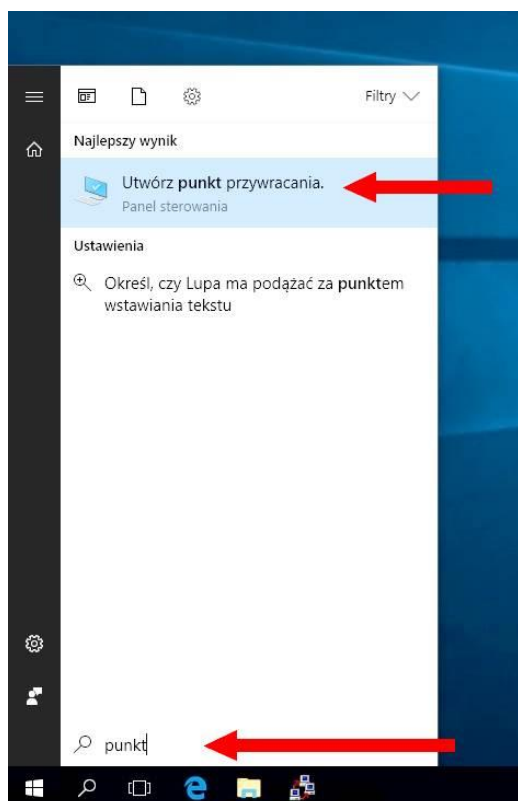 Filtry
Najlepszy wynik
Utwórz punkt przywracania.
Panel sterowania
Ustawienia
Określ, czy Lupa ma podążać za punktem
wstawiania tekstu
punkt